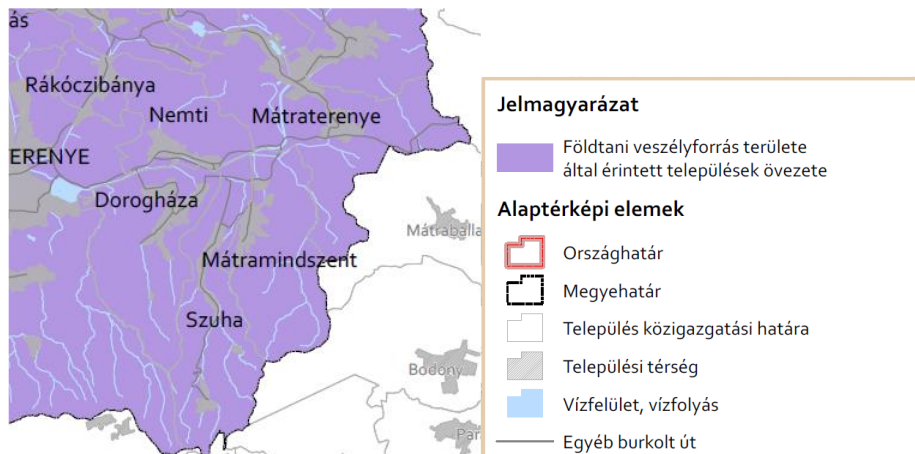 ás
Rákóczibánya
Nemti
Mátraterenye
ERENYE
Dorogháza
Mátraballa
Mátramindszent
Szuha
Bodony
Par
Jelmagyarázat
Földtani veszélyforrás területe
által érintett települések övezete
Alaptérképi elemek
Országhatár
Megyehatár
Település közigazgatási határa
Települési térség
Vízfelület, vízfolyás
Egyéb burkolt út